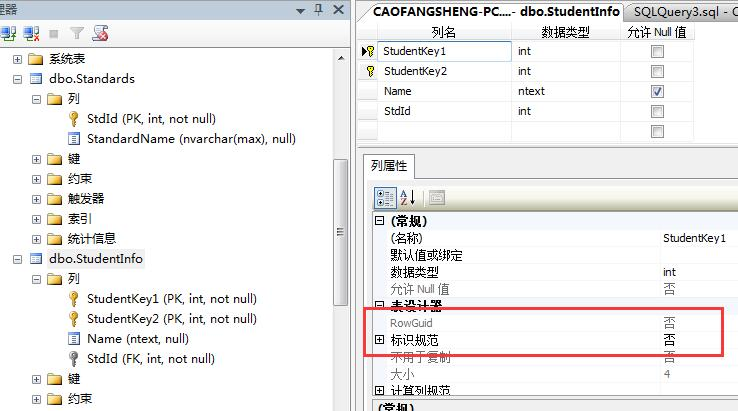 理器
系统表
dbo.Standards
列
StdId (PK, int, not null)
StandardName (nvarchar(max), null)
键
约束
触发器
索引
统计信息
dbo.StudentInfo
列
StudentKey1 (PK, int, not null)
StudentKey2 (PK, int, not null)
Name (ntext, null)
StdId (FK, int, not null)
键
约束
CAOFANGSHENG-PC....- dbo.StudentInfo
SQLQuery3.sql - C
列名 数据类型 允许 Null 值
StudentKey1 int
StudentKey2 int
Name ntext
StdId int
列属性
(常规)
(名称) StudentKey1
默认值或绑定
数据类型 int
允许 Null 值 否
表设计器
RowGuid 否
标识规范 否
不用于复制 否
大小 4
计算列规范
(常规)